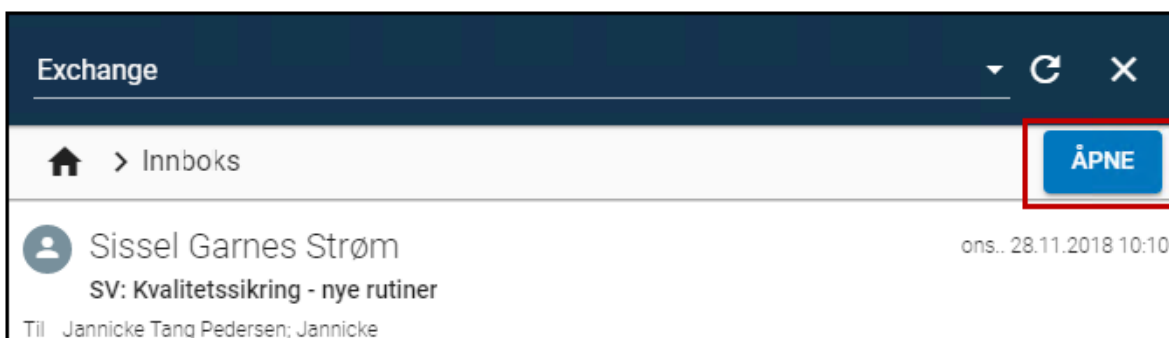 Exchange
Innboks
ÅPNE
Sissel Garnes Strøm
ons.. 28.11.2018 10:10
SV: Kvalitetssikring - nye rutiner
Til Jannicke Tang Pedersen; Jannicke